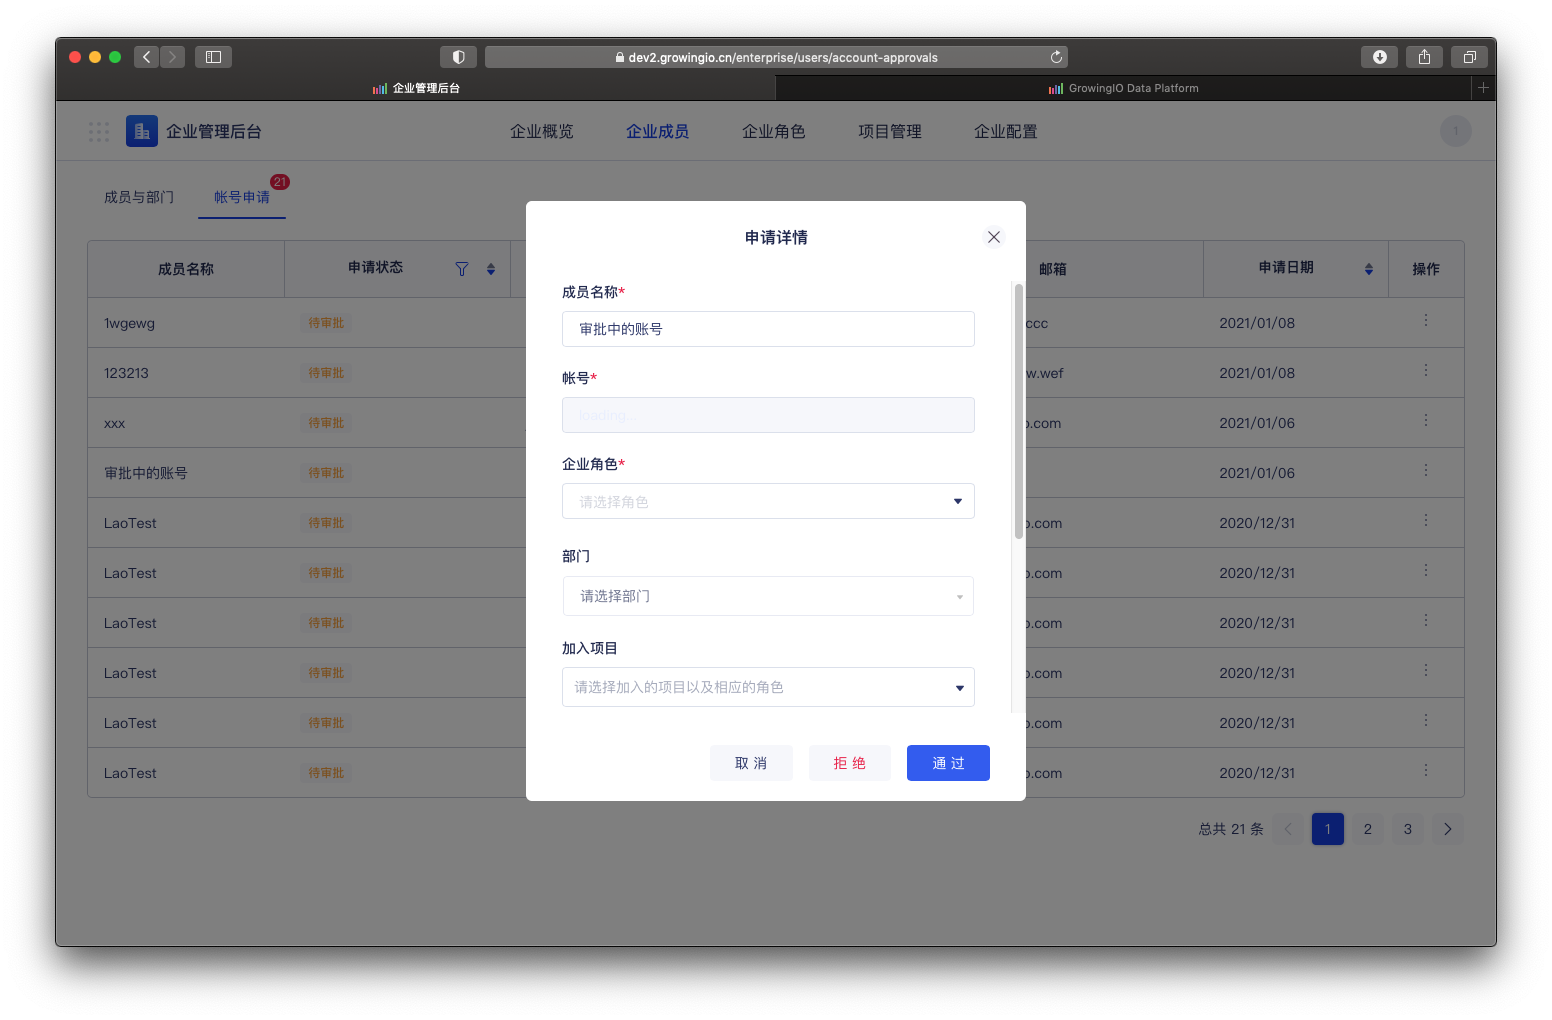 dev2.growingio.cn/enterprise/users/account-approvals
企业管理后台
GrowingIO Data Platform
企业管理后台
企业概览
企业成员
企业角色
项目管理
企业配置
1
成员与部门
帐号申请
21
成员名称
申请状态
邮箱
申请日期
操作
1wgewg
待审批
ccc
2021/01/08
123213
待审批
w.wef
2021/01/08
xxx
待审批
o.com
2021/01/06
审批中的账号
待审批
2021/01/06
LaoTest
待审批
o.com
2020/12/31
LaoTest
待审批
o.com
2020/12/31
LaoTest
待审批
o.com
2020/12/31
LaoTest
待审批
o.com
2020/12/31
LaoTest
待审批
o.com
2020/12/31
LaoTest
待审批
o.com
2020/12/31
总共 21 条
1
2
3
申请详情
成员名称*
审批中的账号
帐号*
loading...
企业角色*
请选择角色
部门
请选择部门
加入项目
请选择加入的项目以及相应的角色
取 消
拒 绝
通 过